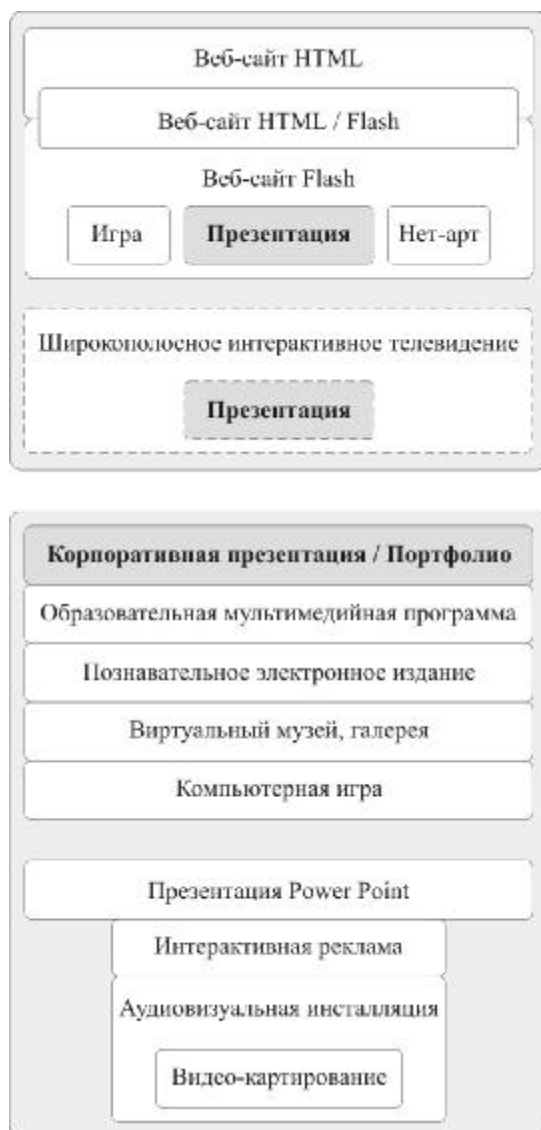 Веб-сайт HTML
Веб-сайт HTML / Flash
Веб-сайт Flash
Игра
Презентация
Нет-арт
Широкополосное интерактивное телевидение
Презентация
Корпоративная презентация / Портфолио
Образовательная мультимедийная программа
Познавательное электронное издание
Виртуальный музей, галерея
Компьютерная игра
Презентация Power Point
Интерактивная реклама
Аудиовизуальная инсталляция
Видео-картирование